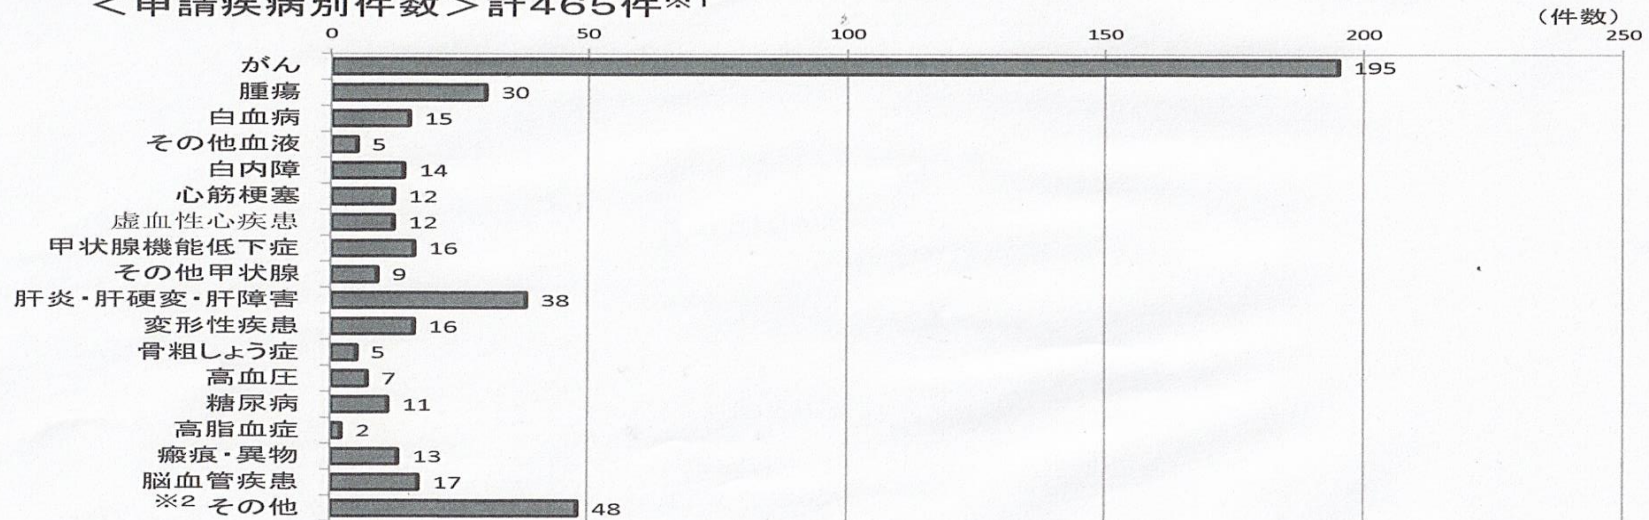 ＜申請疾病別件数＞計465件※1
（件数）
0 50 100 150 200 250
がん 195
腫瘍 30
白血病 15
その他血液 5
白内障 14
心筋梗塞 12
虚血性心疾患 12
甲状腺機能低下症 16
その他甲状腺 9
肝炎・肝硬変・肝障害 38
変形性疾患 16
骨粗しょう症 5
高血圧 7
糖尿病 11
高脂血症 2
瘢痕・異物 13
脳血管疾患 17
※2 その他 48